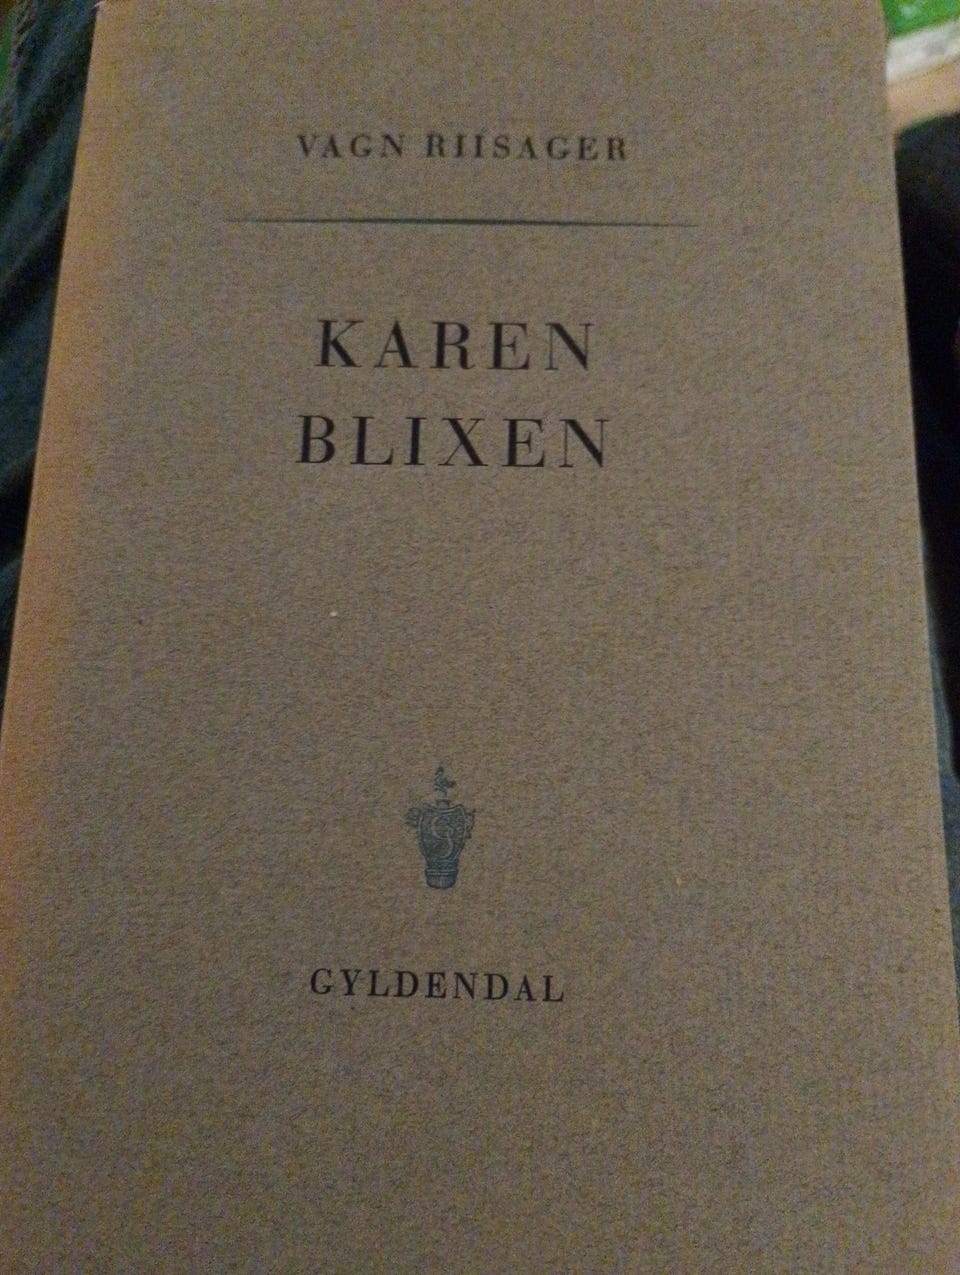 VAGN RIISAGER
KAREN
BLIXEN
GYLDENDAL